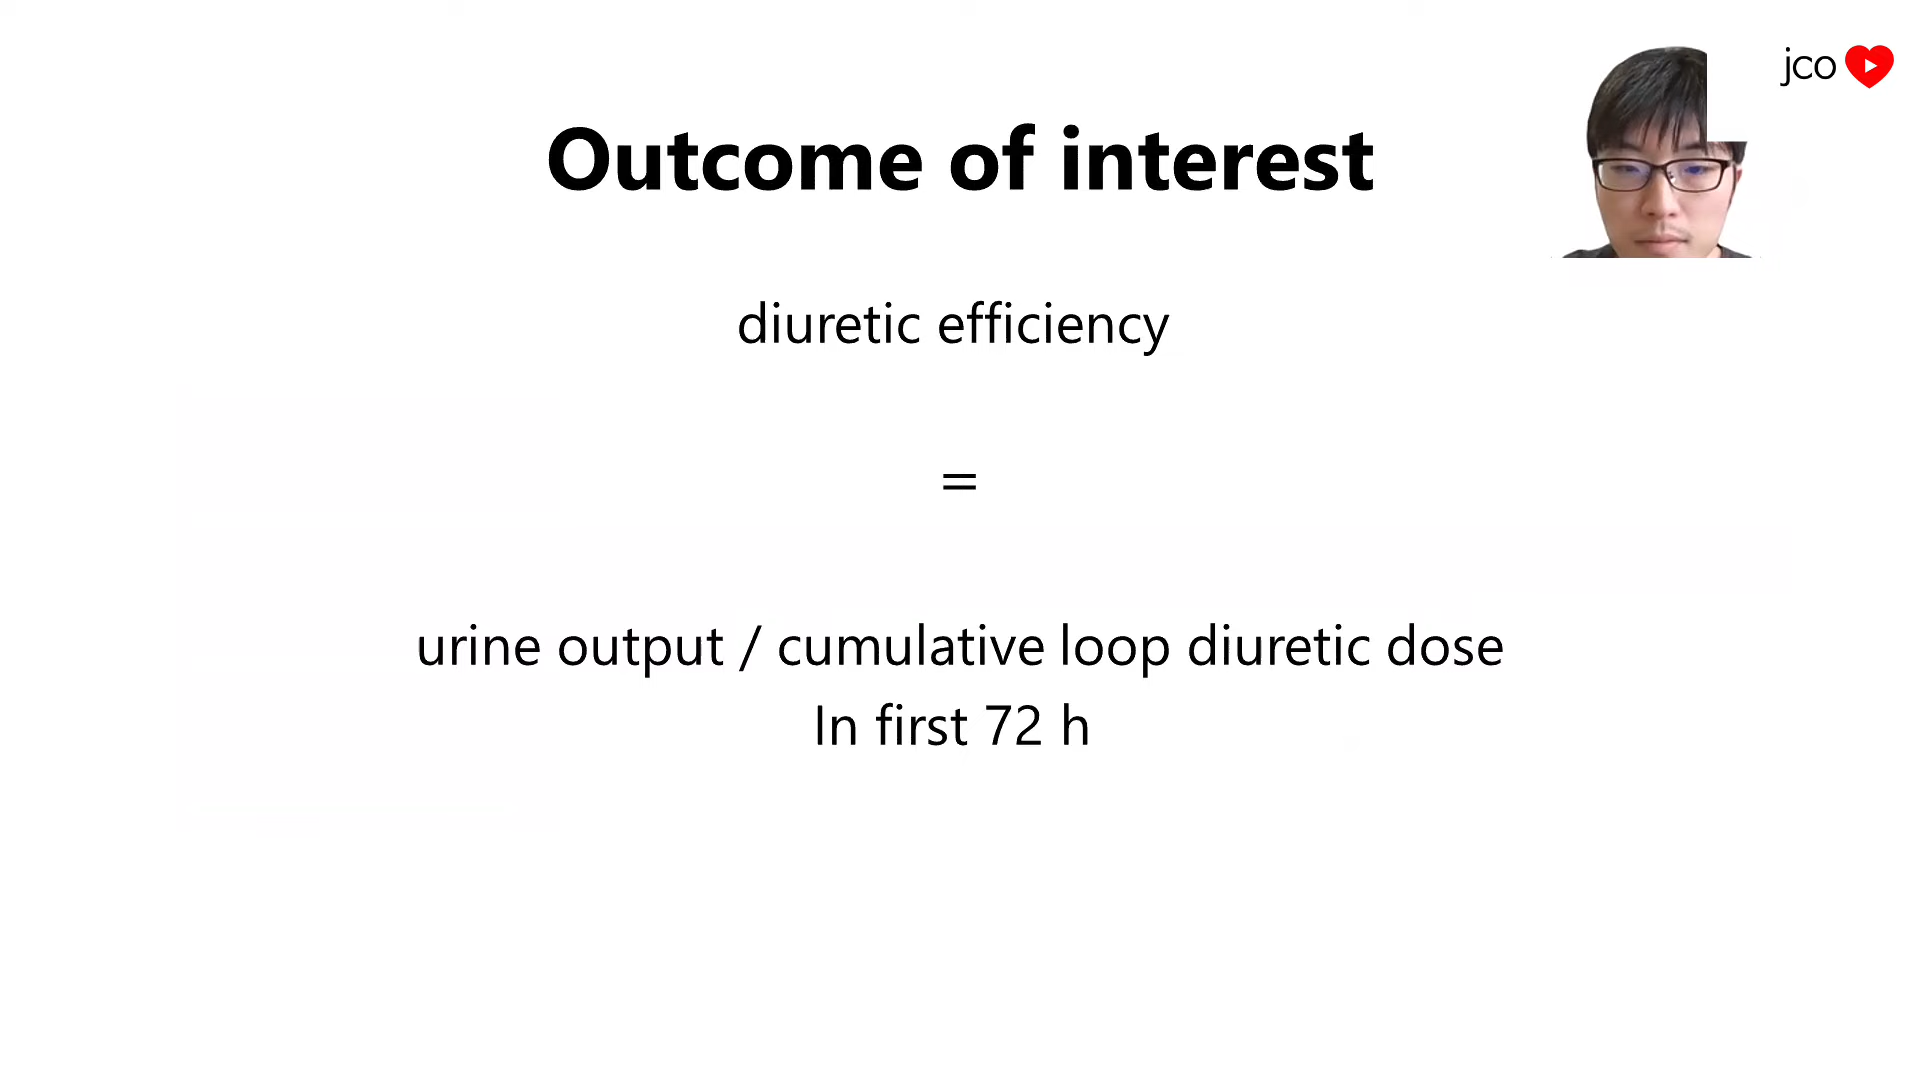 jco
Outcome of interest
diuretic efficiency
=
urine output / cumulative loop diuretic dose
In first 72 h